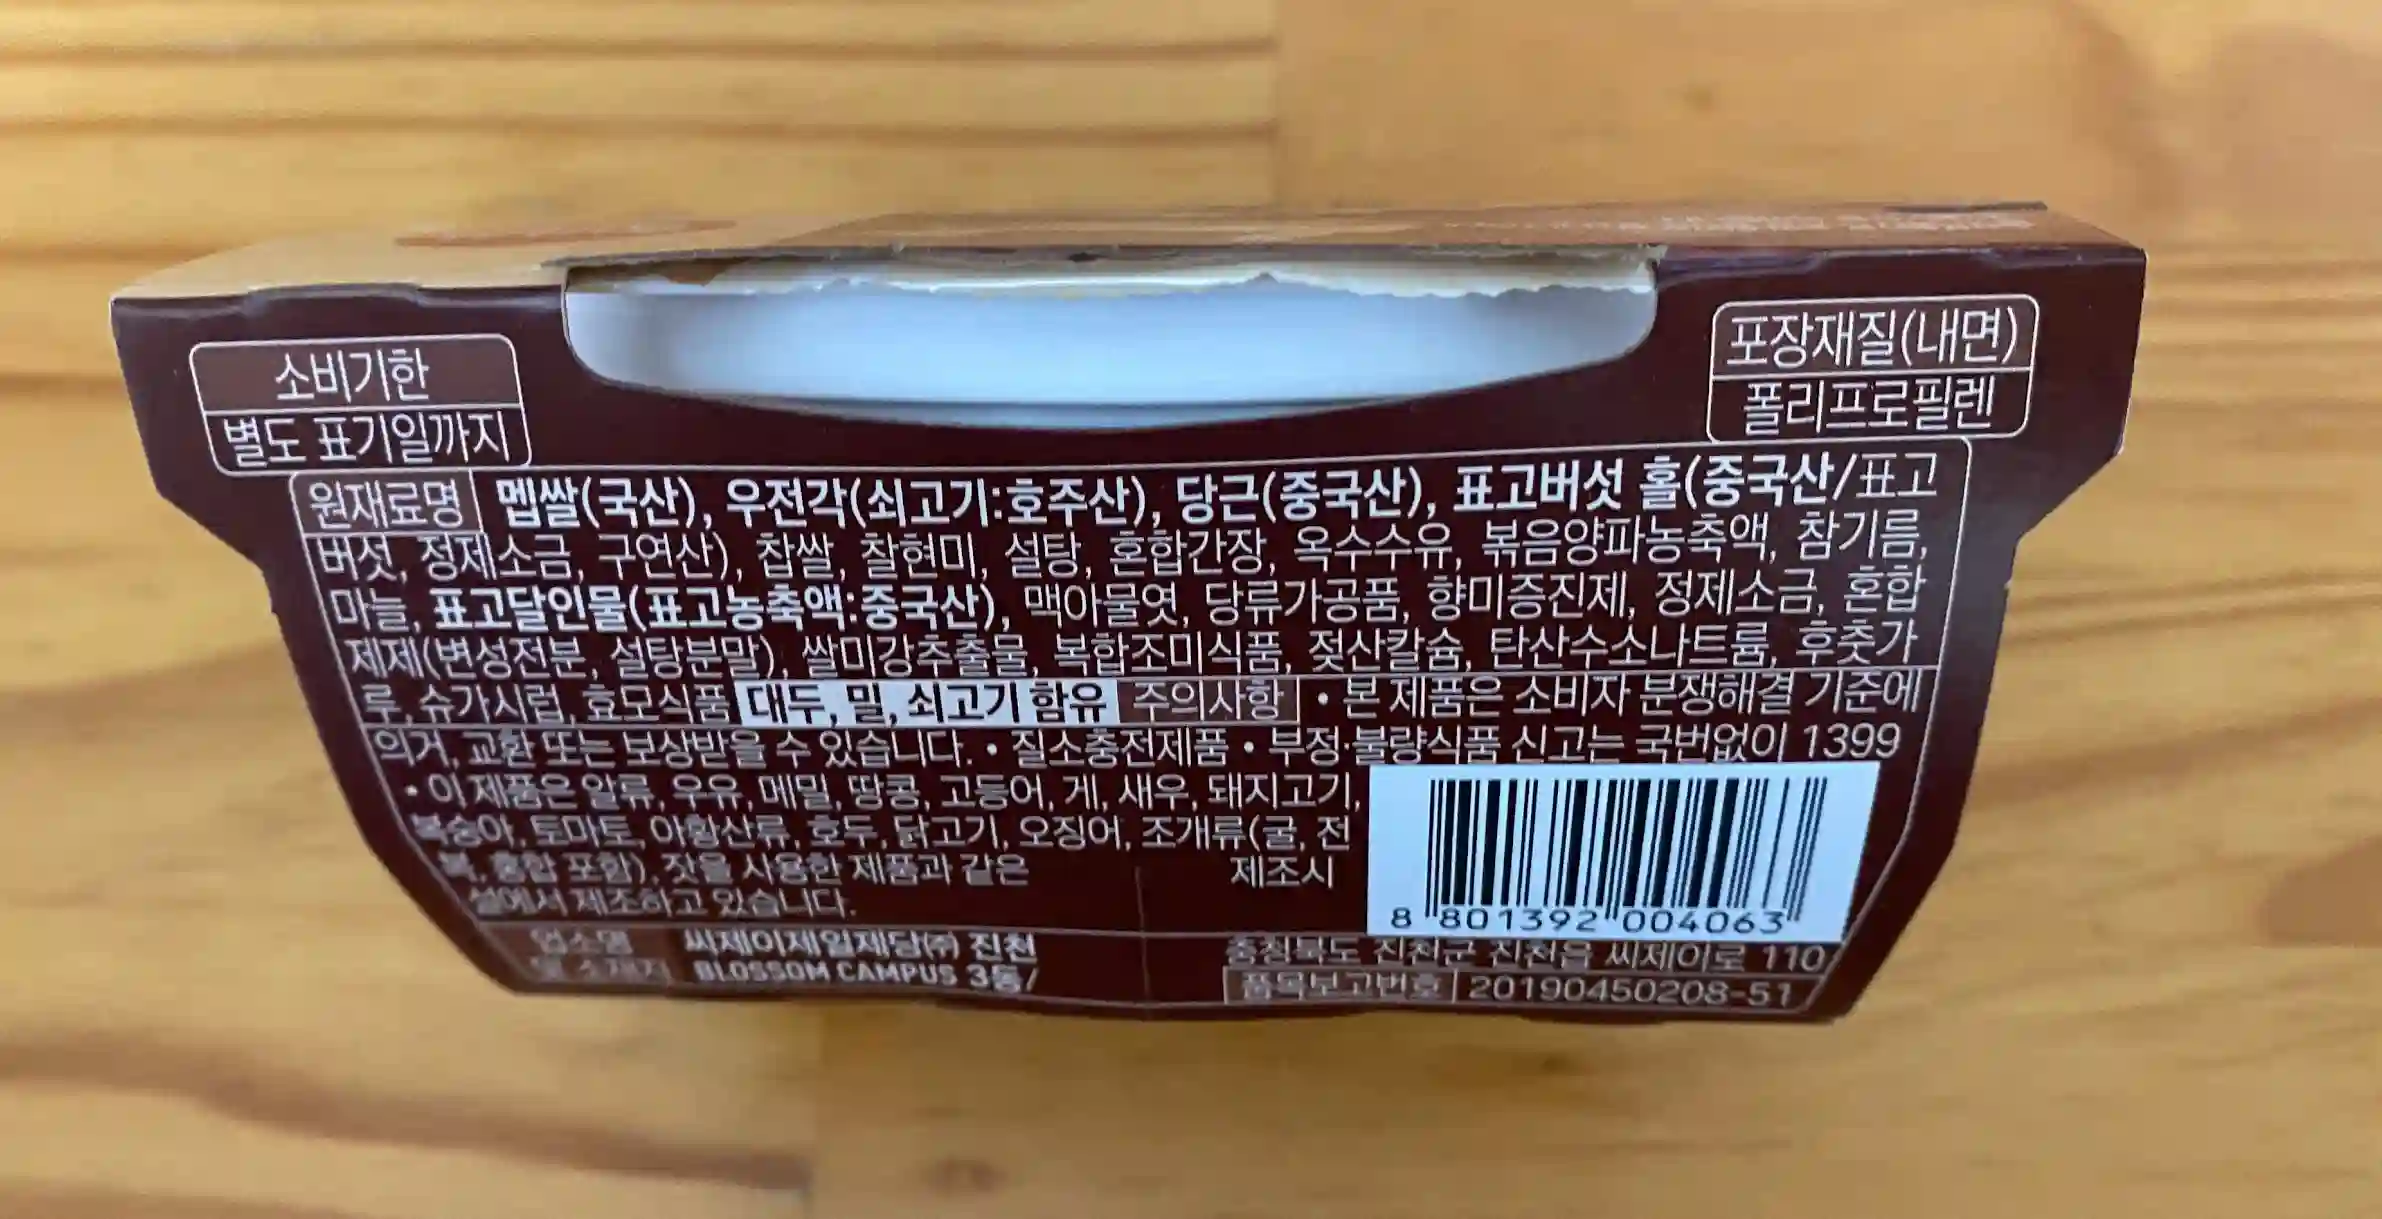 소비기한
별도 표기일까지
포장재질(내면)
폴리프로필렌
원재료명 멥쌀(국산), 우전각(쇠고기:호주산), 당근(중국산), 표고버섯 홀(중국산/표고
버섯, 정제소금, 구연산), 찹쌀, 찰현미, 설탕, 혼합간장, 옥수수유, 볶음양파농축액, 참기름,
마늘, 표고달인물(표고농축액:중국산), 맥아물엿, 당류가공품, 향미증진제, 정제소금, 혼합
제제(변성전분, 설탕분말), 쌀미강추출물, 복합조미식품, 젖산칼슘, 탄산수소나트륨, 후춧가
루, 슈가시럽, 효모식품 대두, 밀, 쇠고기 함유 주의사항 • 본 제품은 소비자 분쟁해결 기준에
의거, 교환 또는 보상받을 수 있습니다. • 질소충전제품 • 부정·불량식품 신고는 국번없이 1399
• 이 제품은 알류, 우유, 메밀, 땅콩, 고등어, 게, 새우, 돼지고기,
복숭아, 토마토, 아황산류, 호두, 닭고기, 오징어, 조개류(굴, 전
복, 홍합 포함), 잣을 사용한 제품과 같은 제조시
설에서 제조하고 있습니다.
8 801392 004063
업소명 씨제이제일제당(주) 진천 충청북도 진천군 진천읍 씨제이로 110
및 소재지 BLOSSOM CAMPUS 3동/ 품목보고번호 20190450208-51